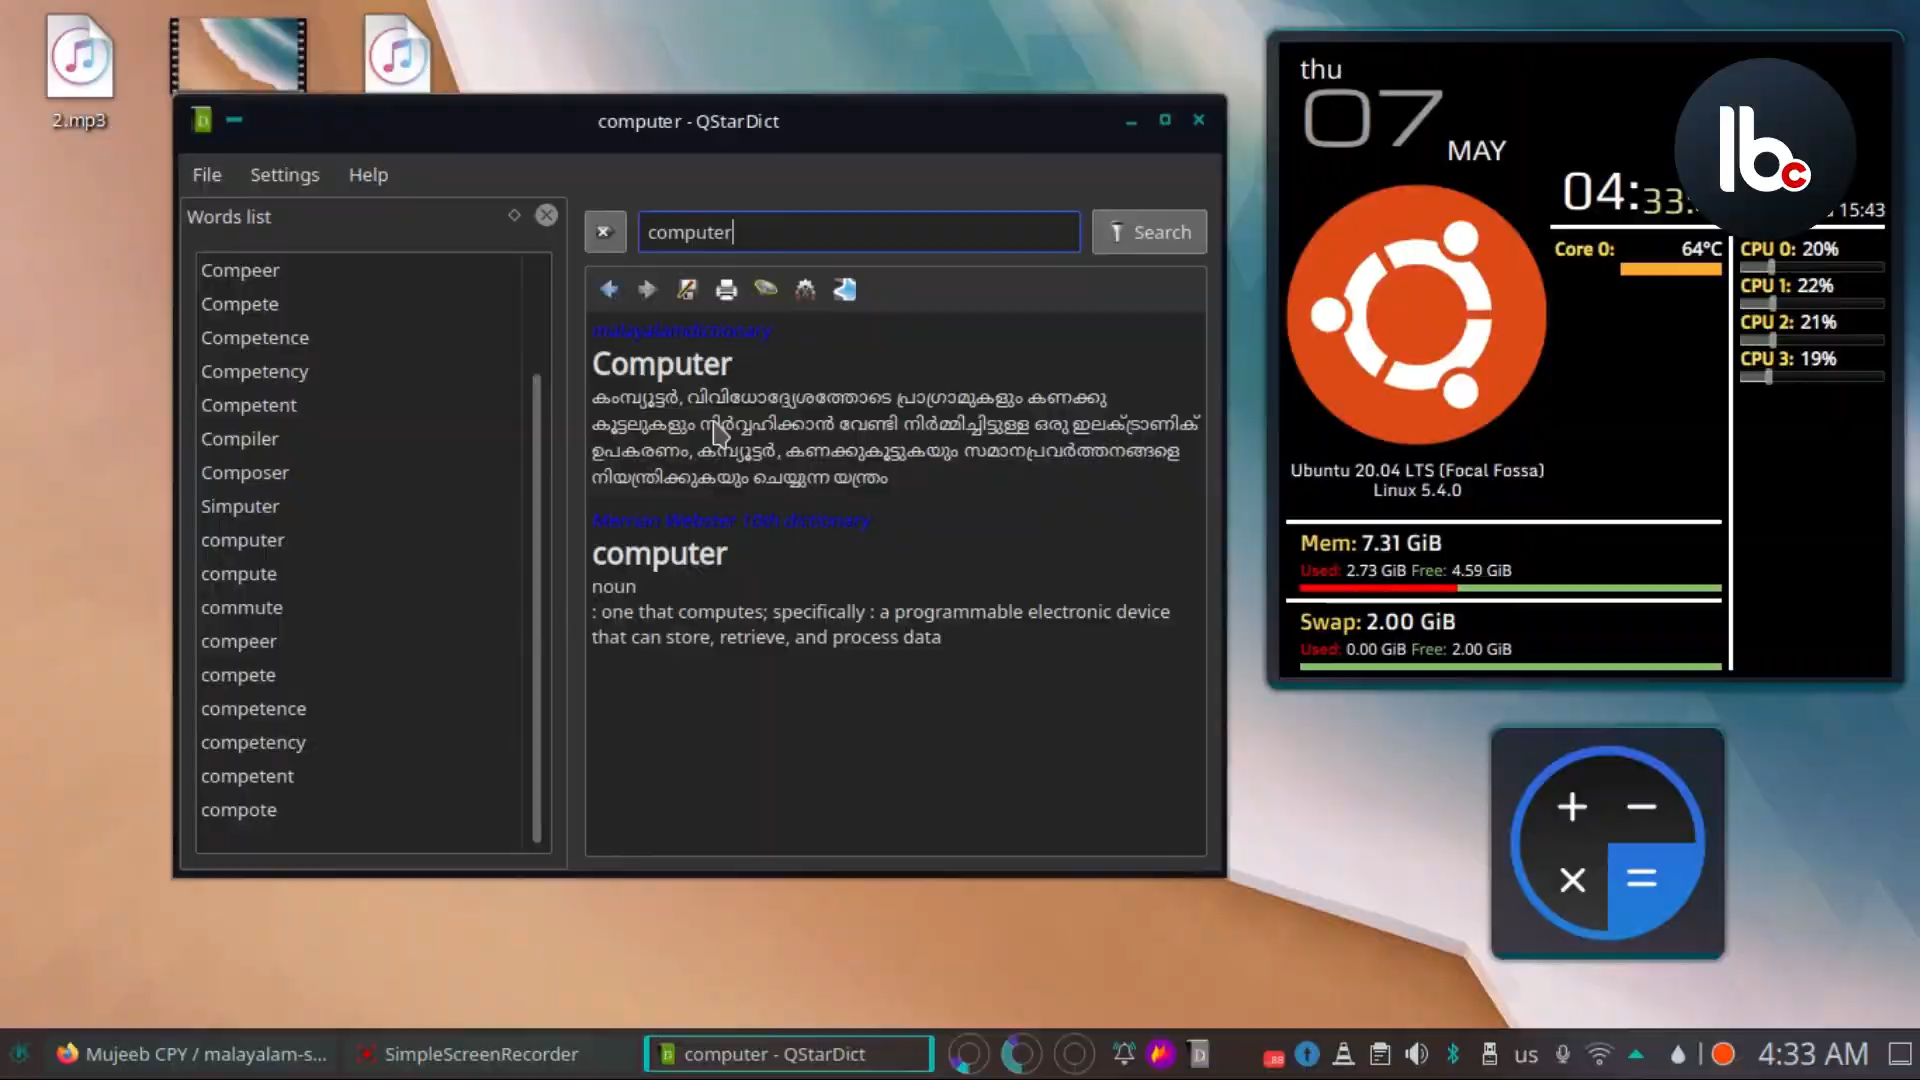 2.mp3
computer - QStarDict
File Settings Help
Words list
Compeer
Compete
Competence
Competency
Competent
Compiler
Composer
Simputer
computer
compute
commute
compeer
compete
competence
competency
competent
compote
computer
Search
malayalamdictionary
Computer
കംമ്പ്യൂട്ടർ, വിവിധോദ്ദ്യേശത്തോടെ പ്രാഗ്രാമുകളും കണക്കു
കൂട്ടലുകളും നിർവ്വഹിക്കാൻ വേണ്ടി നിർമ്മിച്ചിട്ടുള്ള ഒരു ഇലക്ട്രാണിക്
ഉപകരണം, കമ്പ്യൂട്ടർ, കണക്കുകൂട്ടുകയും സമാനപ്രവർത്തനങ്ങളെ
നിയന്ത്രിക്കുകയും ചെയ്യുന്ന യന്ത്രം
Merrian Webster 10th dictionary
computer
noun
: one that computes; specifically : a programmable electronic device
that can store, retrieve, and process data
thu
07
MAY
lbc
04:33:
15:43
Core 0: 64°C
CPU 0: 20%
CPU 1: 22%
CPU 2: 21%
CPU 3: 19%
Ubuntu 20.04 LTS (Focal Fossa)
Linux 5.4.0
Mem: 7.31 GiB
Used: 2.73 GiB Free: 4.59 GiB
Swap: 2.00 GiB
Used: 0.00 GiB Free: 2.00 GiB
+ −
× =
Mujeeb CPY / malayalam-s...
SimpleScreenRecorder
computer - QStarDict
88
us
4:33 AM